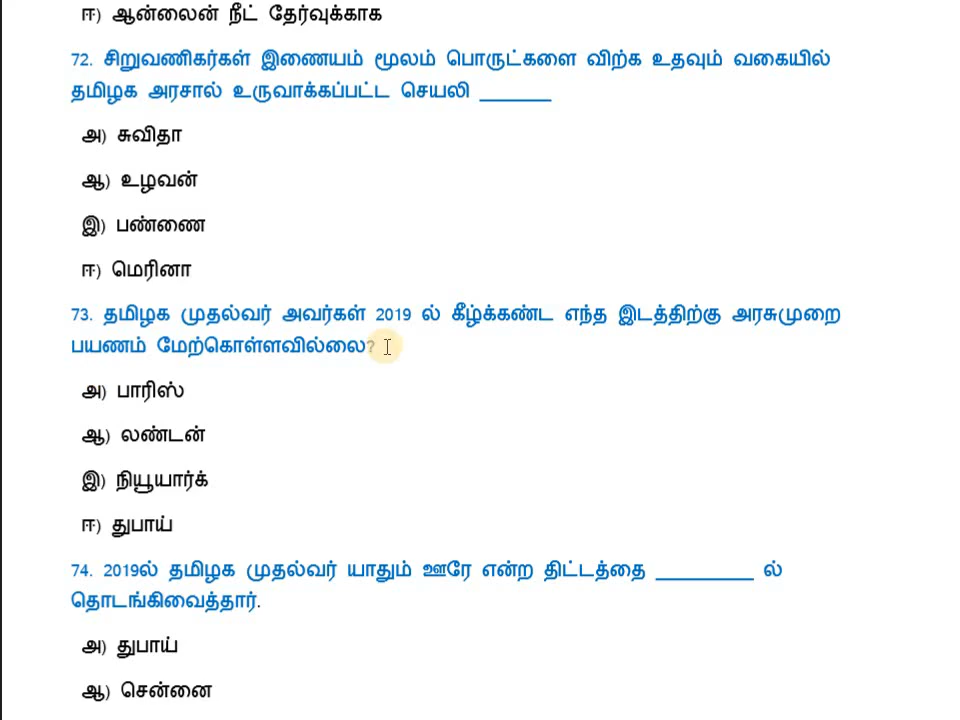 ஈ) ஆன்லைன் நீட் தேர்வுக்காக
72. சிறுவணிகர்கள் இணையம் மூலம் பொருட்களை விற்க உதவும் வகையில்
தமிழக அரசால் உருவாக்கப்பட்ட செயலி ________
அ) சுவிதா
ஆ) உழவன்
இ) பண்ணை
ஈ) மெரினா
73. தமிழக முதல்வர் அவர்கள் 2019 ல் கீழ்க்கண்ட எந்த இடத்திற்கு அரசுமுறை
பயணம் மேற்கொள்ளவில்லை?
அ) பாரிஸ்
ஆ) லண்டன்
இ) நியூயார்க்
ஈ) துபாய்
74. 2019ல் தமிழக முதல்வர் யாதும் ஊரே என்ற திட்டத்தை ___________ ல்
தொடங்கிவைத்தார்.
அ) துபாய்
ஆ) சென்னை